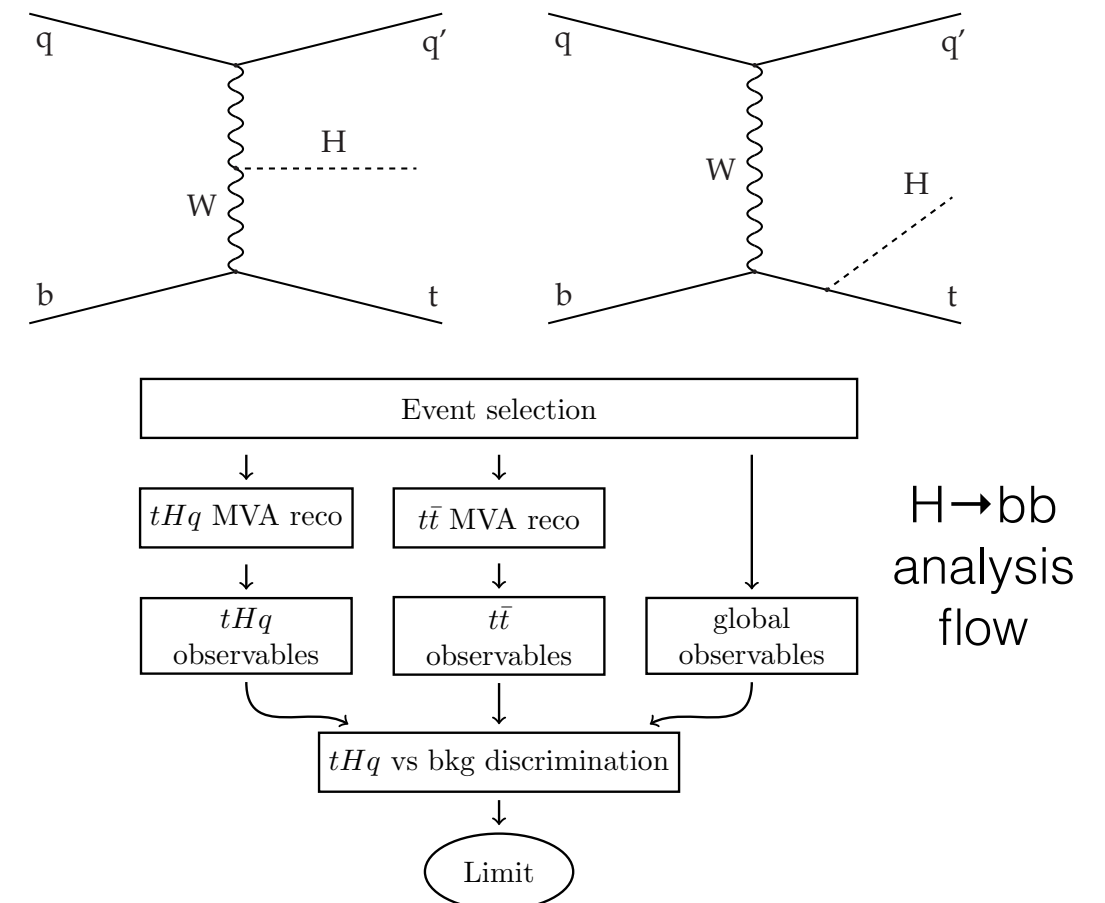 q
q′
H
W
b
t
q
q′
W
H
b
t
Event selection
tHq MVA reco
tt̄ MVA reco
tHq
observables
tt̄
observables
global
observables
tHq vs bkg discrimination
Limit
H→bb
analysis
flow